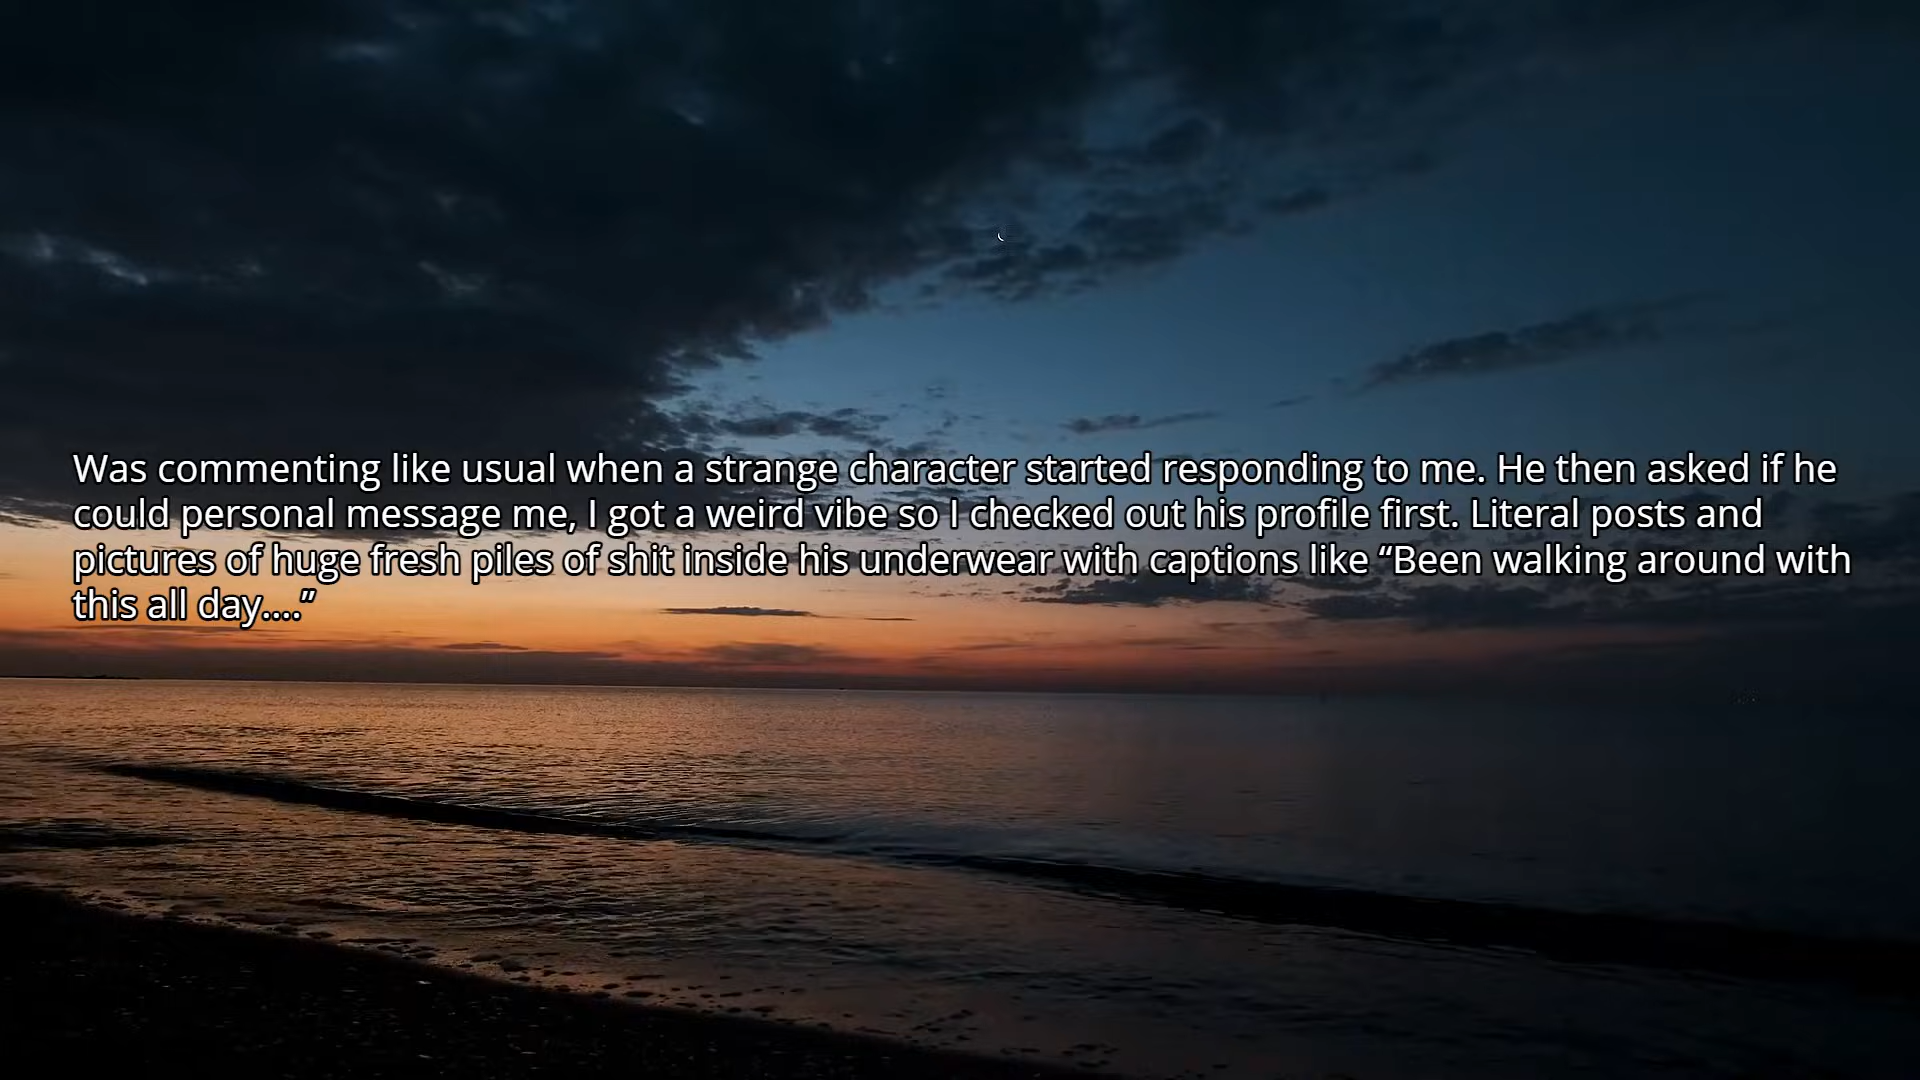 Was commenting like usual when a strange character started responding to me. He then asked if he
could personal message me, I got a weird vibe so I checked out his profile first. Literal posts and
pictures of huge fresh piles of shit inside his underwear with captions like “Been walking around with
this all day....”